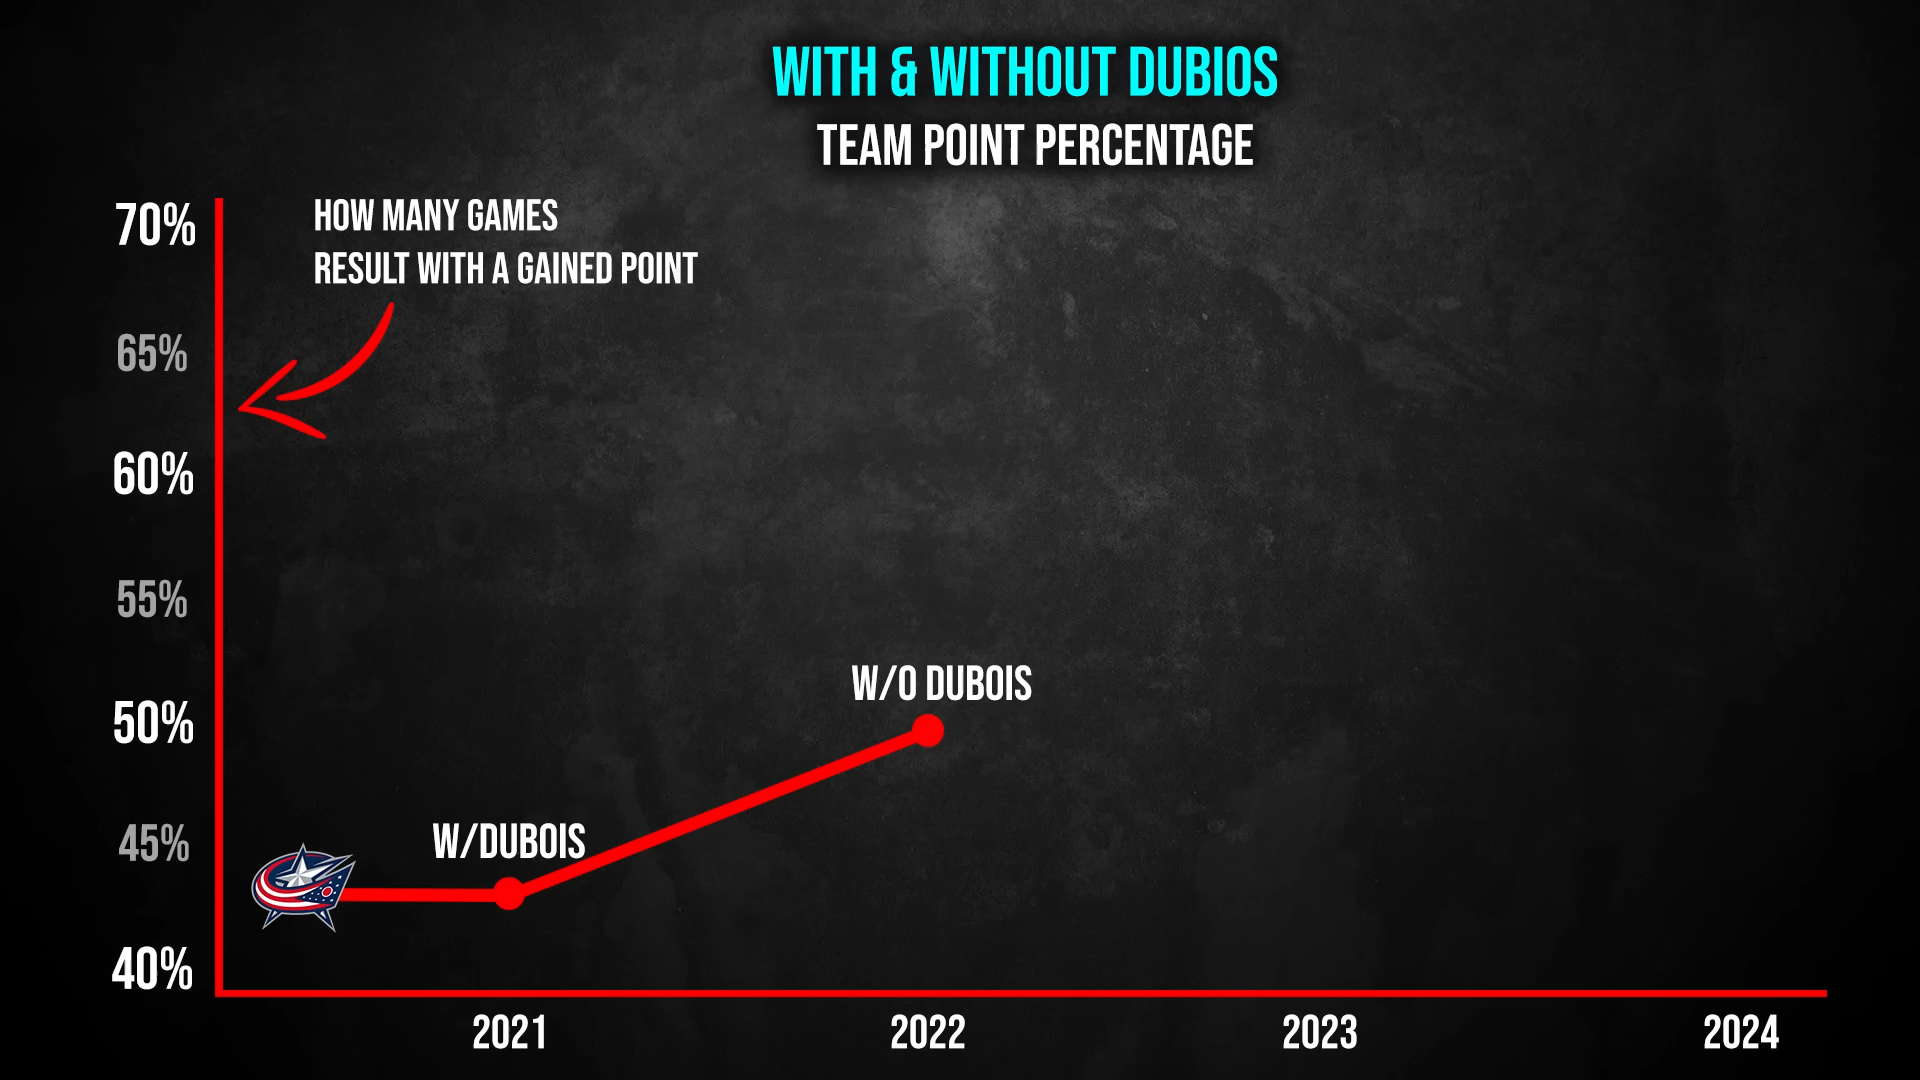 WITH & WITHOUT DUBIOS
TEAM POINT PERCENTAGE
HOW MANY GAMES
RESULT WITH A GAINED POINT
70%
65%
60%
55%
50%
45%
40%
W/O DUBOIS
W/DUBOIS
2021
2022
2023
2024